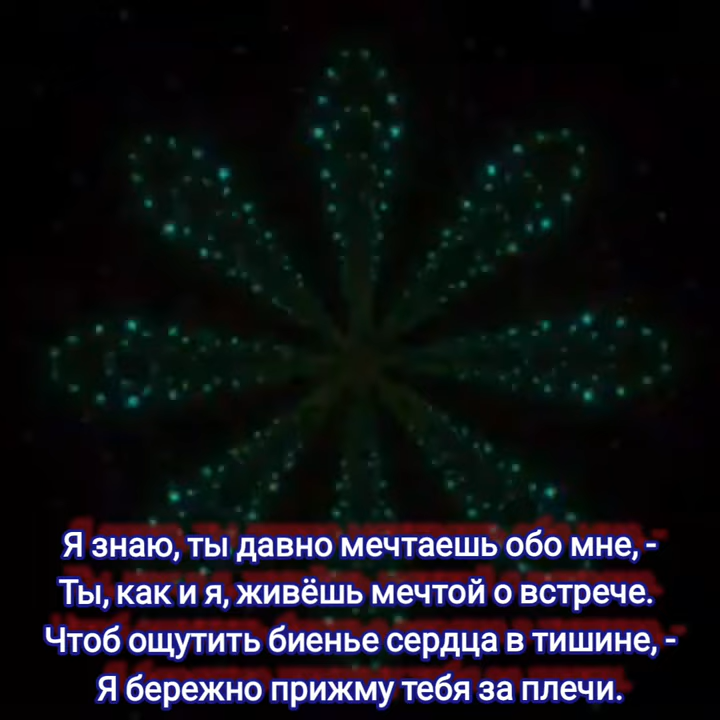 Я знаю, ты давно мечтаешь обо мне, -
Ты, как и я, живёшь мечтой о встрече.
Чтоб ощутить биенье сердца в тишине, -
Я бережно прижму тебя за плечи.